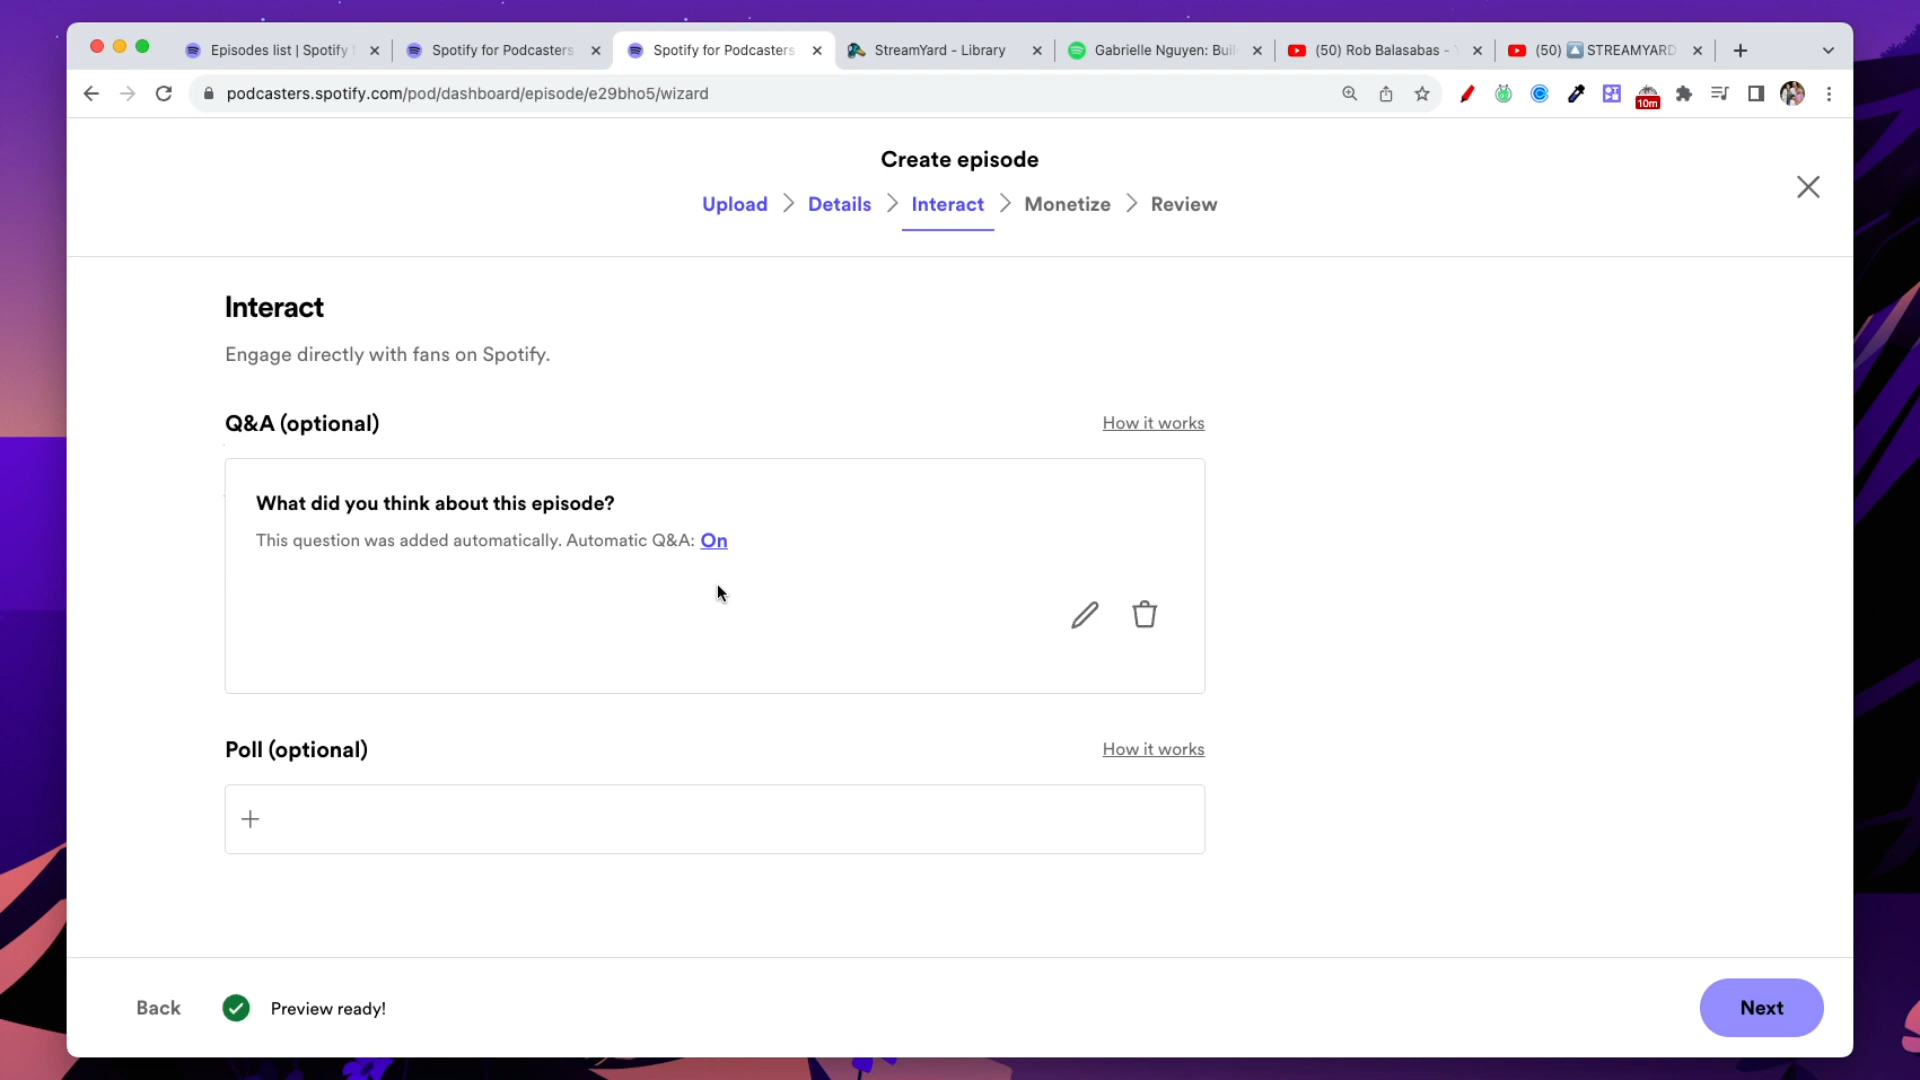 Episodes list | Spotify
Spotify for Podcasters
Spotify for Podcasters
StreamYard - Library
Gabrielle Nguyen: Buil
(50) Rob Balasabas -
(50) STREAMYARD
podcasters.spotify.com/pod/dashboard/episode/e29bho5/wizard
10m
Create episode
Upload
Details
Interact
Monetize
Review
Interact
Engage directly with fans on Spotify.
Q&A (optional)
How it works
What did you think about this episode?
This question was added automatically. Automatic Q&A: On
Poll (optional)
How it works
Back
Preview ready!
Next